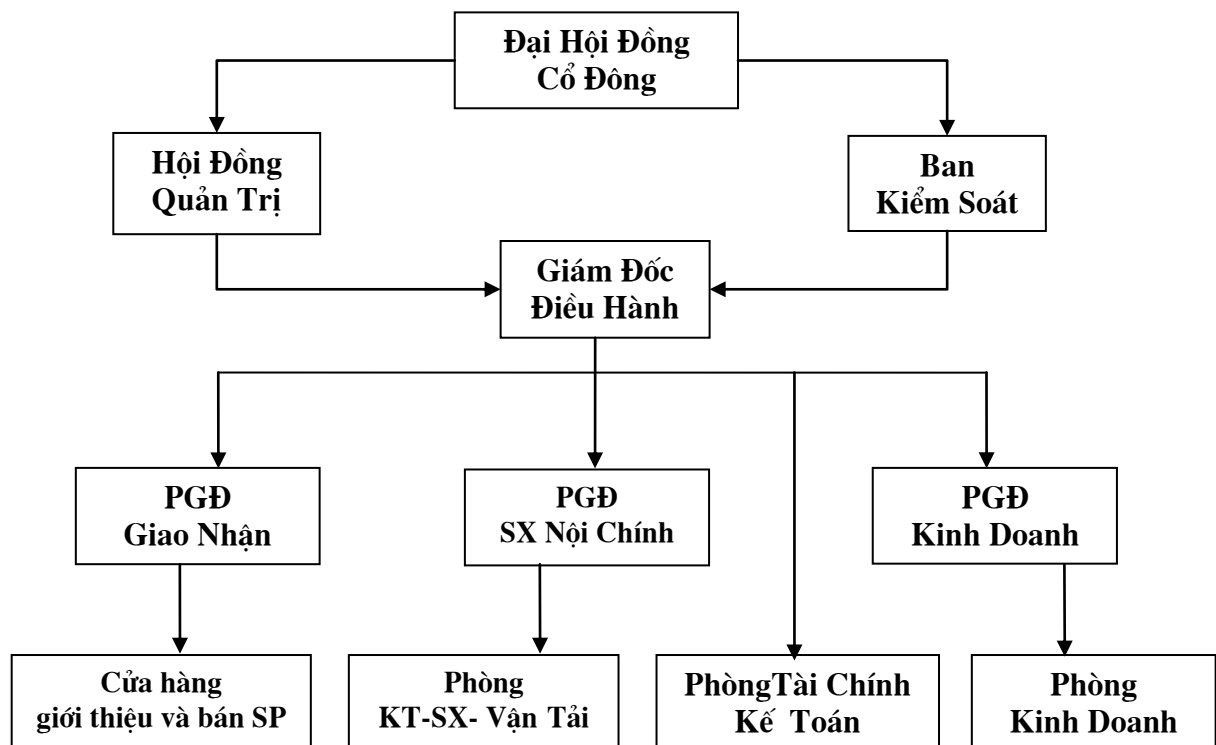 Đại Hội Đồng
Cổ Đông
Hội Đồng
Quản Trị
Ban
Kiểm Soát
Giám Đốc
Điều Hành
PGĐ
Giao Nhận
PGĐ
SX Nội Chính
PGĐ
Kinh Doanh
Cửa hàng
giới thiệu và bán SP
Phòng
KT-SX- Vận Tải
PhòngTài Chính
Kế Toán
Phòng
Kinh Doanh